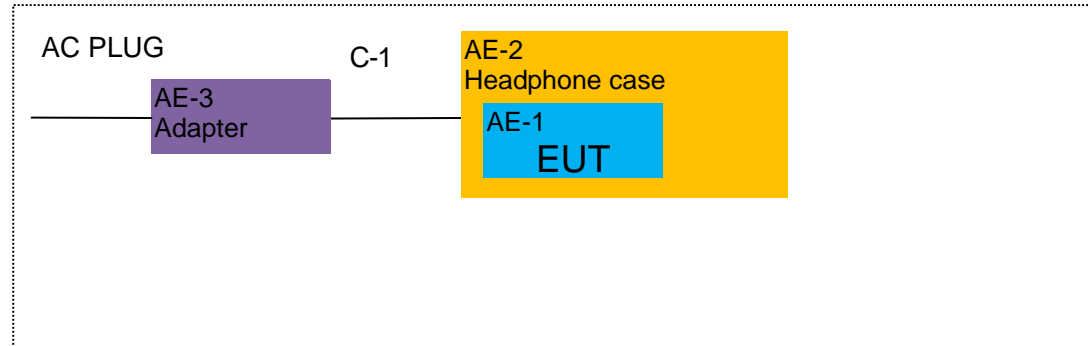 AC PLUG
C-1
AE-2
Headphone case
AE-3
Adapter
AE-1
EUT